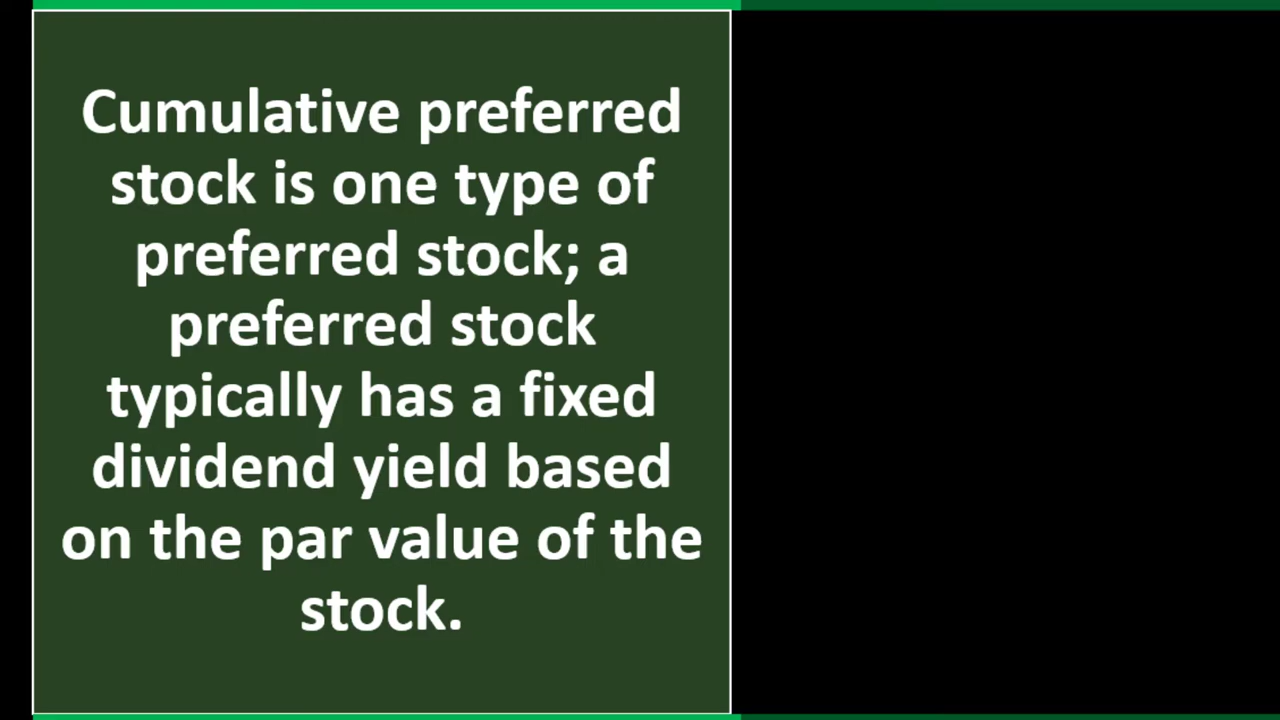 Cumulative preferred
stock is one type of
preferred stock; a
preferred stock
typically has a fixed
dividend yield based
on the par value of the
stock.